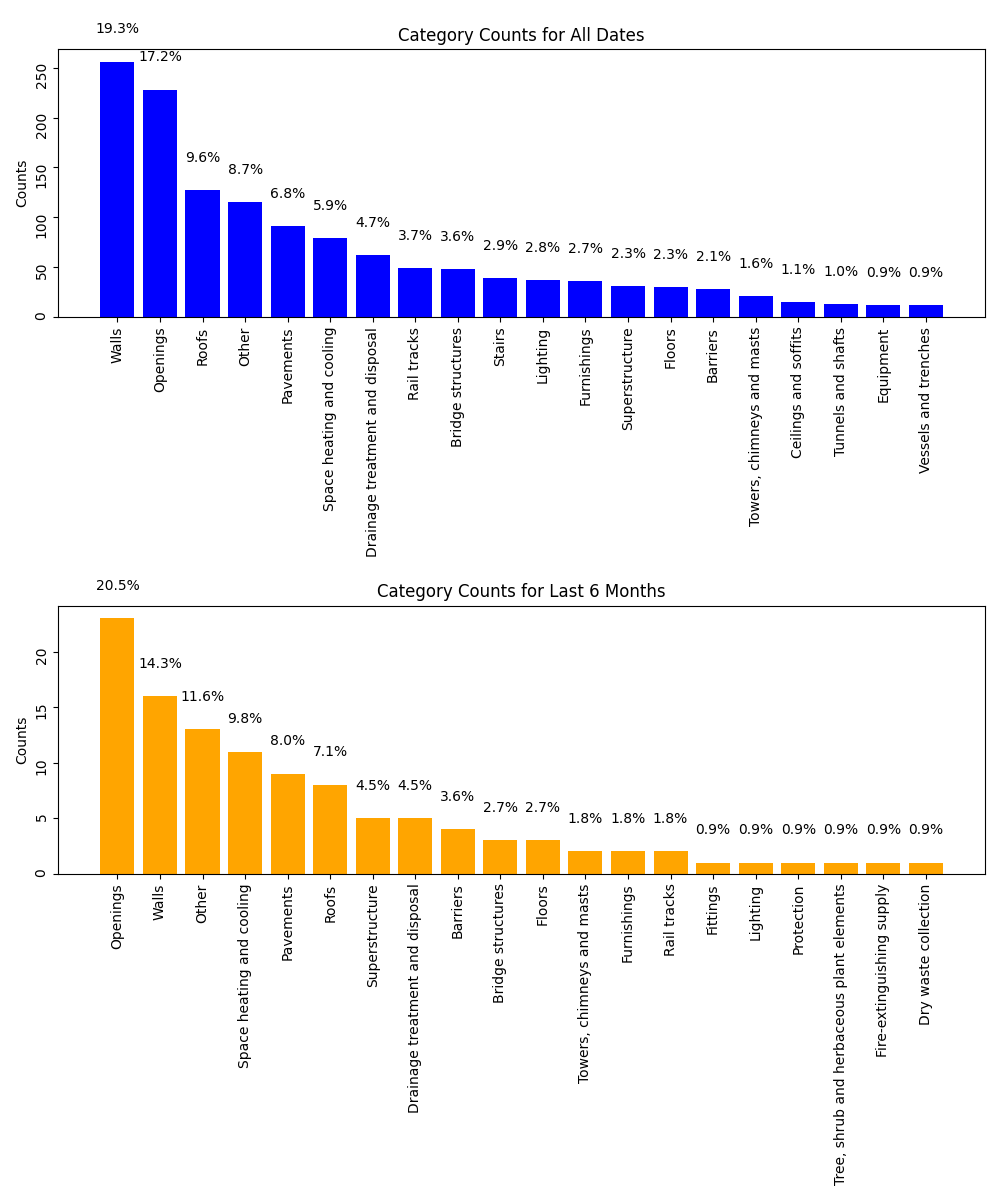 19.3%
Category Counts for All Dates
17.2%
9.6%
8.7%
6.8%
5.9%
4.7%
3.7%
3.6%
2.9%
2.8%
2.7%
2.3%
2.3%
2.1%
1.6%
1.1%
1.0%
0.9%
0.9%
Counts
250
200
150
100
50
0
Walls
Openings
Roofs
Other
Pavements
Space heating and cooling
Drainage treatment and disposal
Rail tracks
Bridge structures
Stairs
Lighting
Furnishings
Superstructure
Floors
Barriers
Towers, chimneys and masts
Ceilings and soffits
Tunnels and shafts
Equipment
Vessels and trenches
20.5%
Category Counts for Last 6 Months
14.3%
11.6%
9.8%
8.0%
7.1%
4.5%
4.5%
3.6%
2.7%
2.7%
1.8%
1.8%
1.8%
0.9%
0.9%
0.9%
0.9%
0.9%
0.9%
Counts
20
15
10
5
0
Openings
Walls
Other
Space heating and cooling
Pavements
Roofs
Superstructure
Drainage treatment and disposal
Barriers
Bridge structures
Floors
Towers, chimneys and masts
Furnishings
Rail tracks
Fittings
Lighting
Protection
Tree, shrub and herbaceous plant elements
Fire-extinguishing supply
Dry waste collection